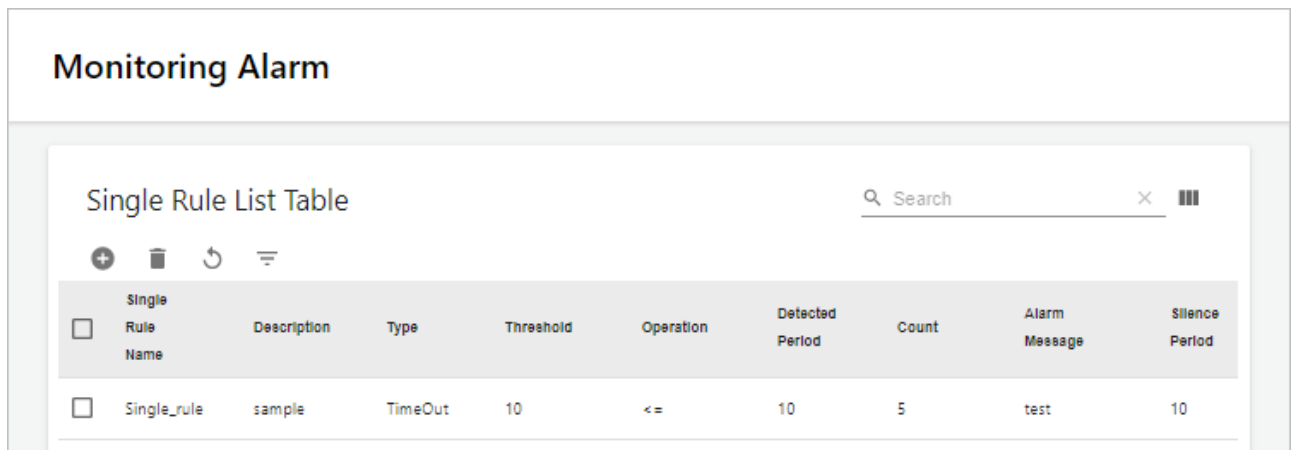 Monitoring Alarm
Single Rule List Table
Search
Single Rule Name Description Type Threshold Operation Detected Period Count Alarm Message Silence Period
Single_rule sample TimeOut 10 <= 10 5 test 10